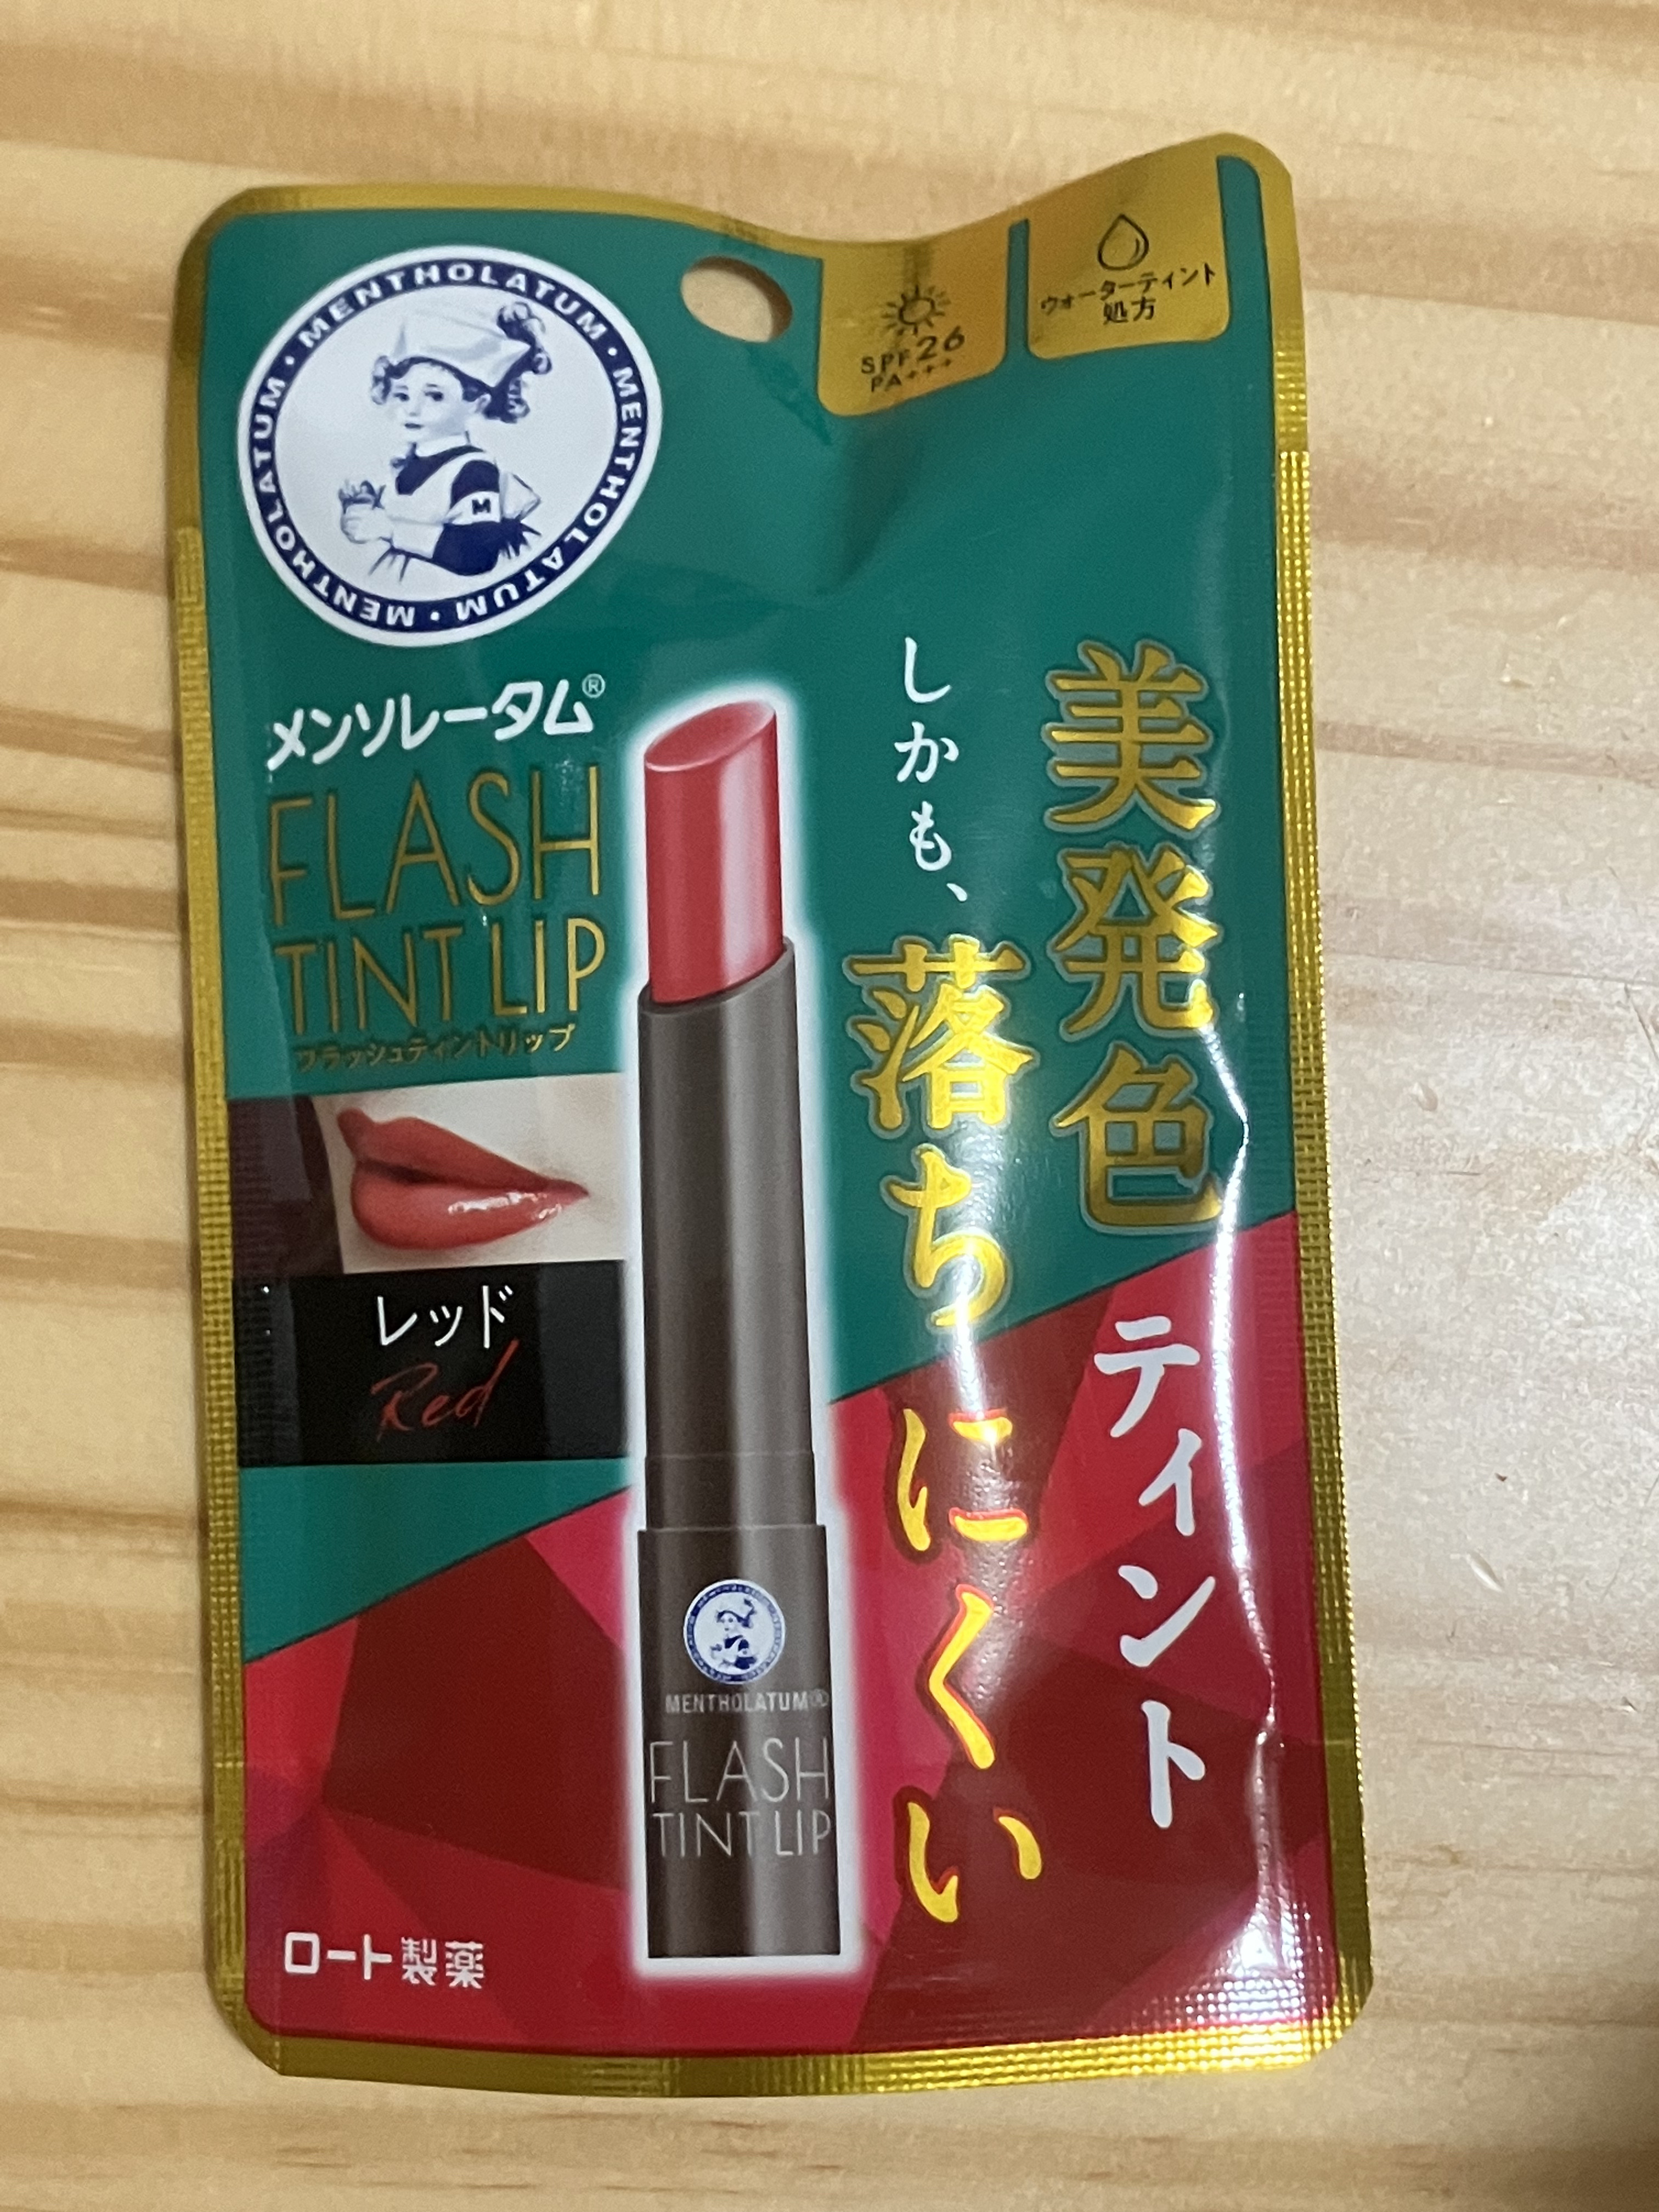 MENTHOLATUM・MENTHOLATUM・MENTHOLATUM・MENTHOLATUM・
M
SPF26
PA+++
ウォーターティント
処方
メンソレータム®
FLASH
TINT LIP
フラッシュティントリップ
美発色ティント
しかも、落ちにくい
レッド
Red
MENTHOLATUM®
FLASH
TINT LIP
ロート製薬